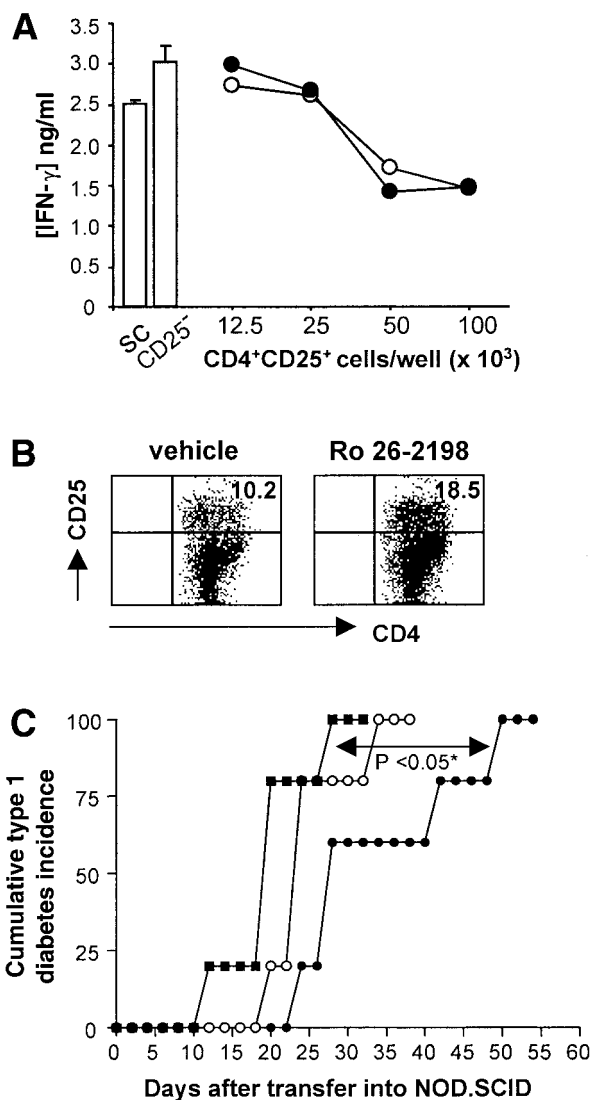 A
[IFN-γ] ng/ml
3.5
3.0
2.5
2.0
1.5
1.0
0.5
0
SC
CD25⁻
12.5 25 50 100
CD4⁺CD25⁺ cells/well (x 10³)
B
vehicle
Ro 26-2198
CD25
10.2
18.5
CD4
C
Cumulative type 1
diabetes incidence
100
75
50
25
0
P <0.05*
0 5 10 15 20 25 30 35 40 45 50 55 60
Days after transfer into NOD.SCID